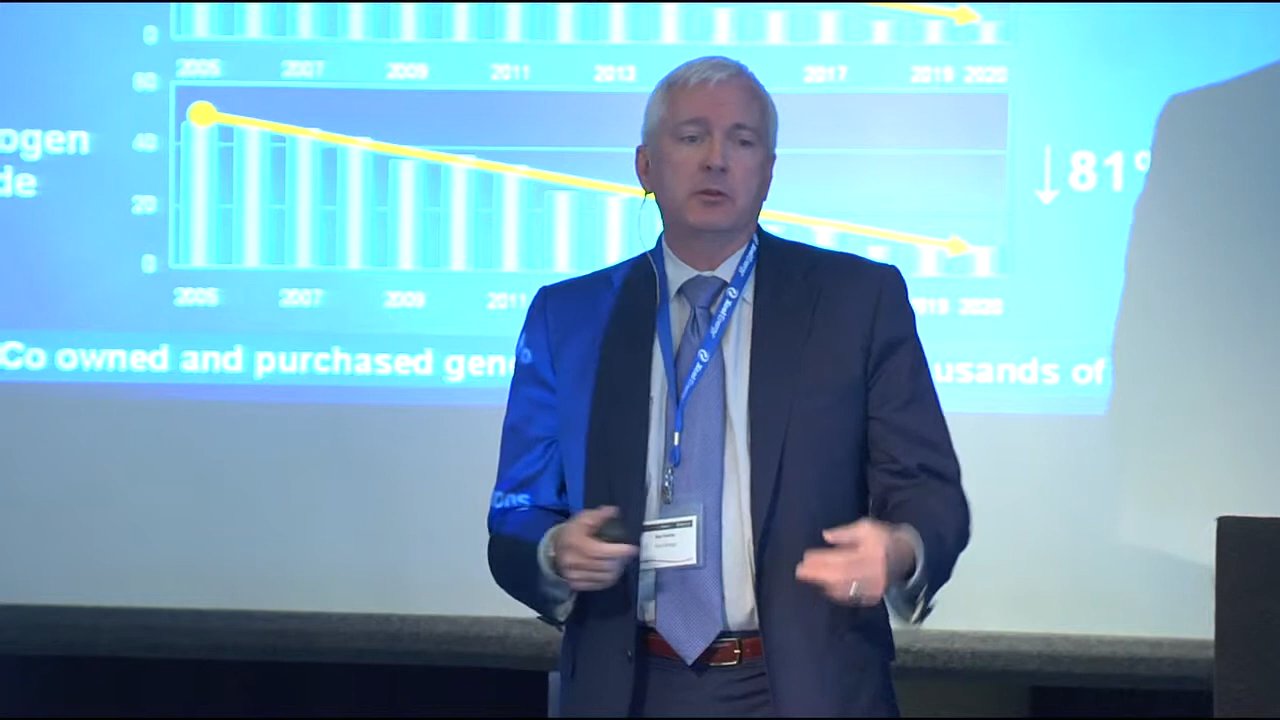 0
2005 2007 2009 2011 2013 2017 2019 2020
60
40
20
0
ogen
de
↓ 81%
2005 2007 2009 2011 2019 2020
Co owned and purchased gene
usands of